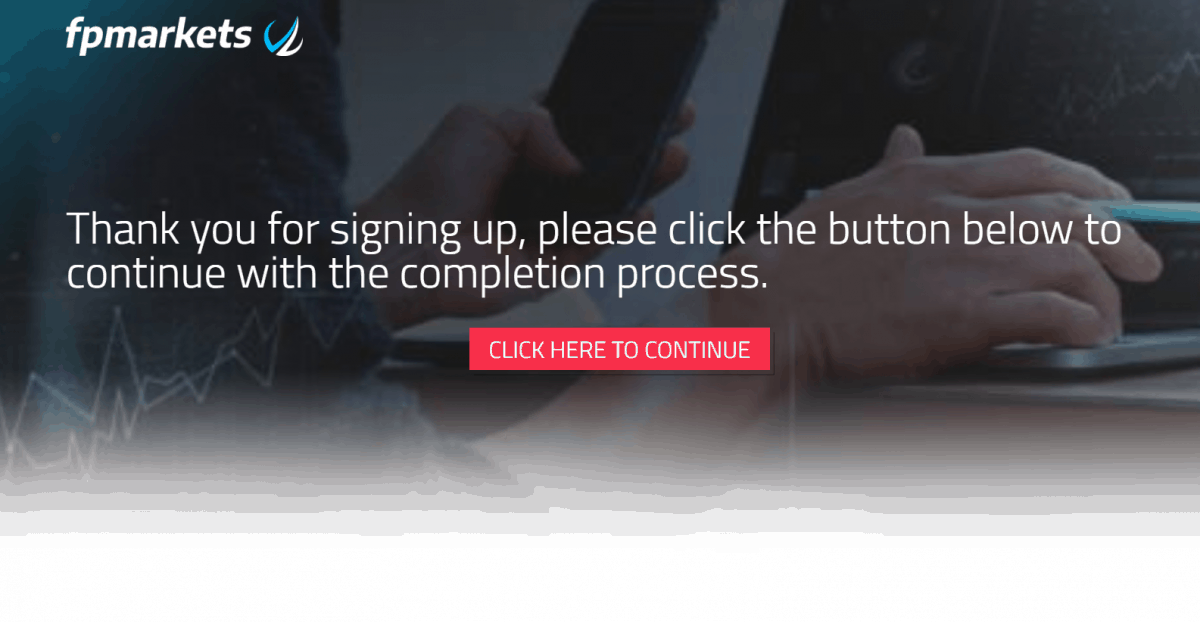 fpmarkets
Thank you for signing up, please click the button below to
continue with the completion process.
CLICK HERE TO CONTINUE